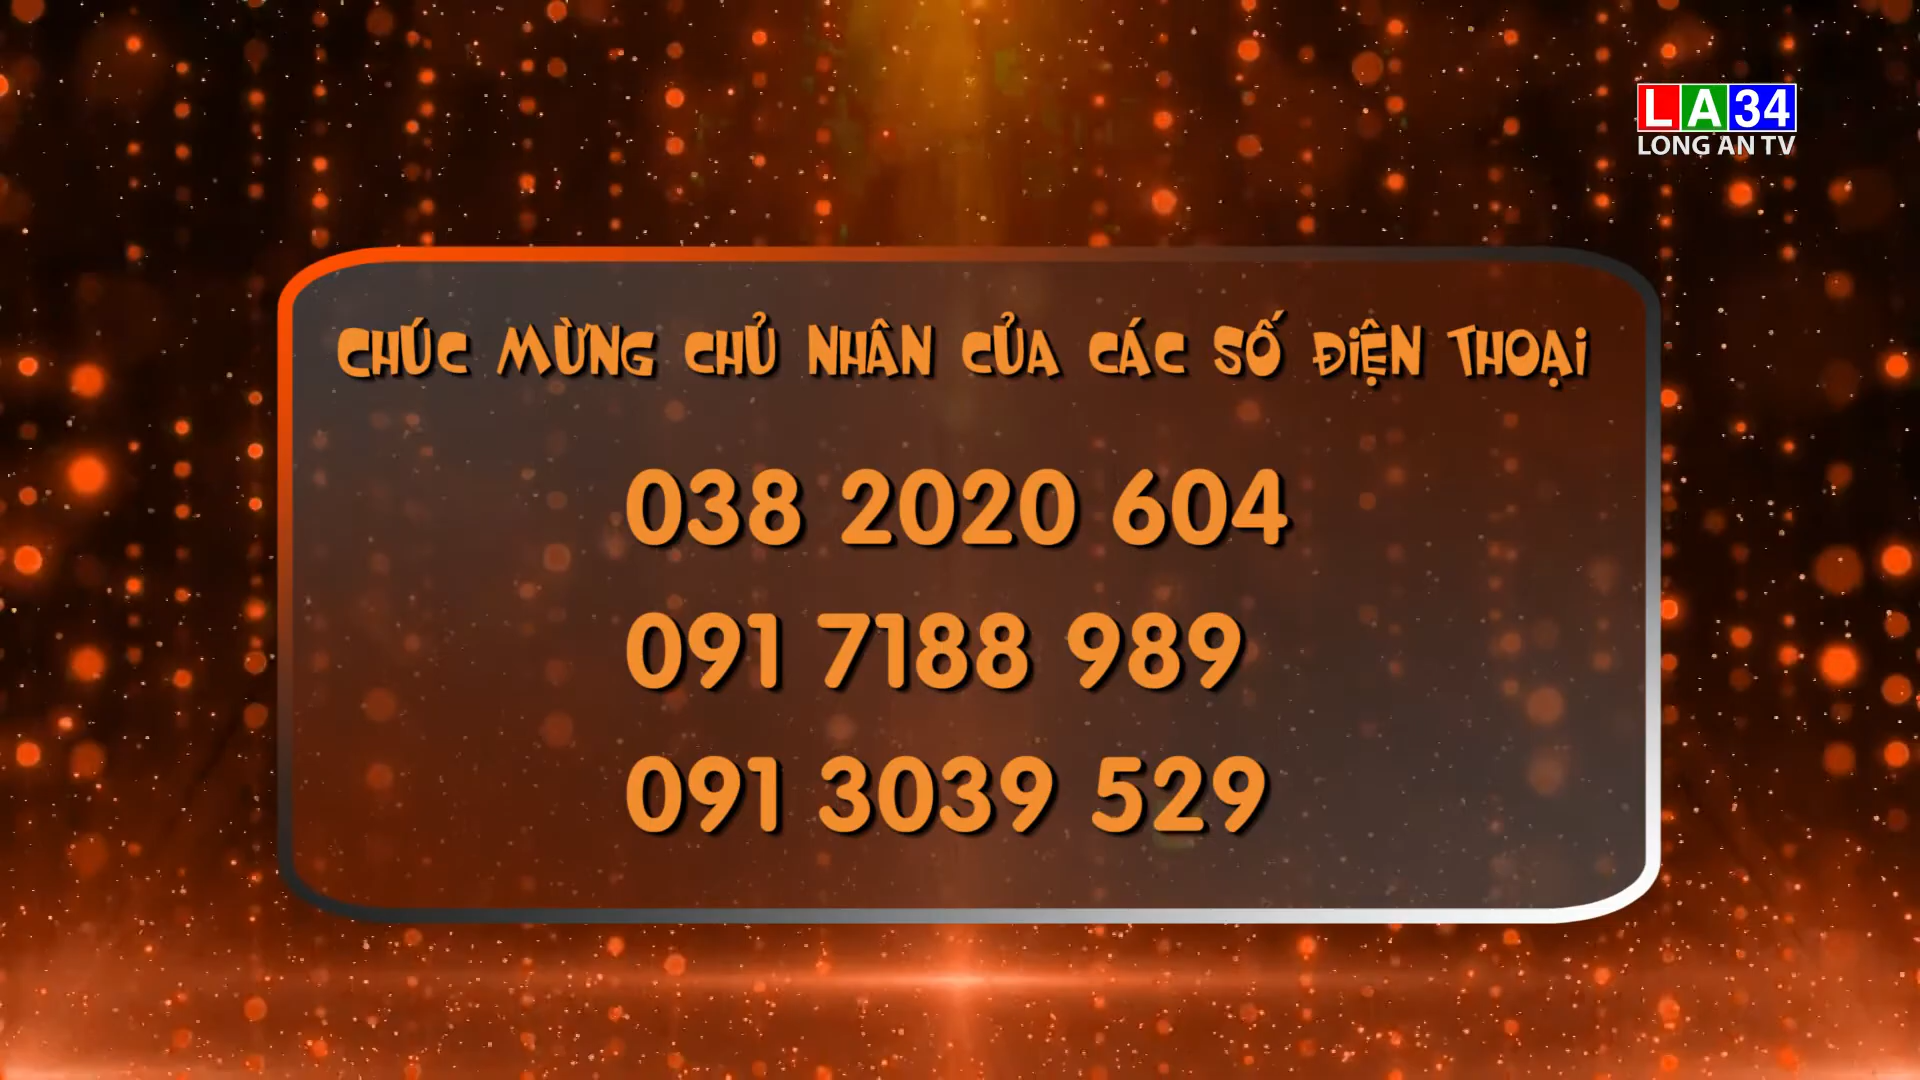 LA34
LONG AN TV
CHÚC MỪNG CHỦ NHÂN CỦA CÁC SỐ ĐIỆN THOẠI
038 2020 604
091 7188 989
091 3039 529